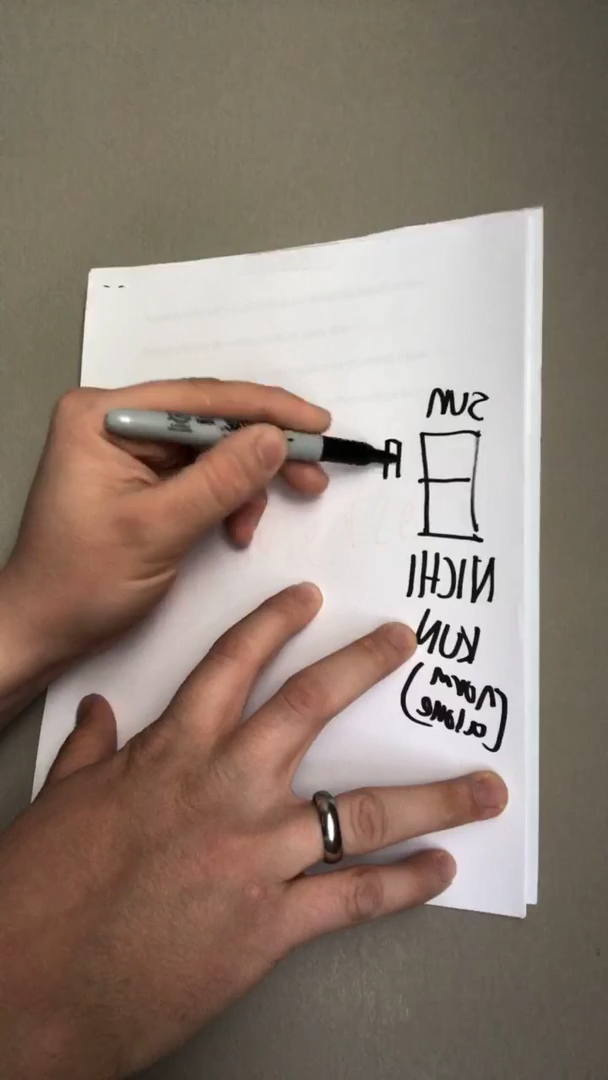 SUN
日
NICHI
KUN
(norm
alone)